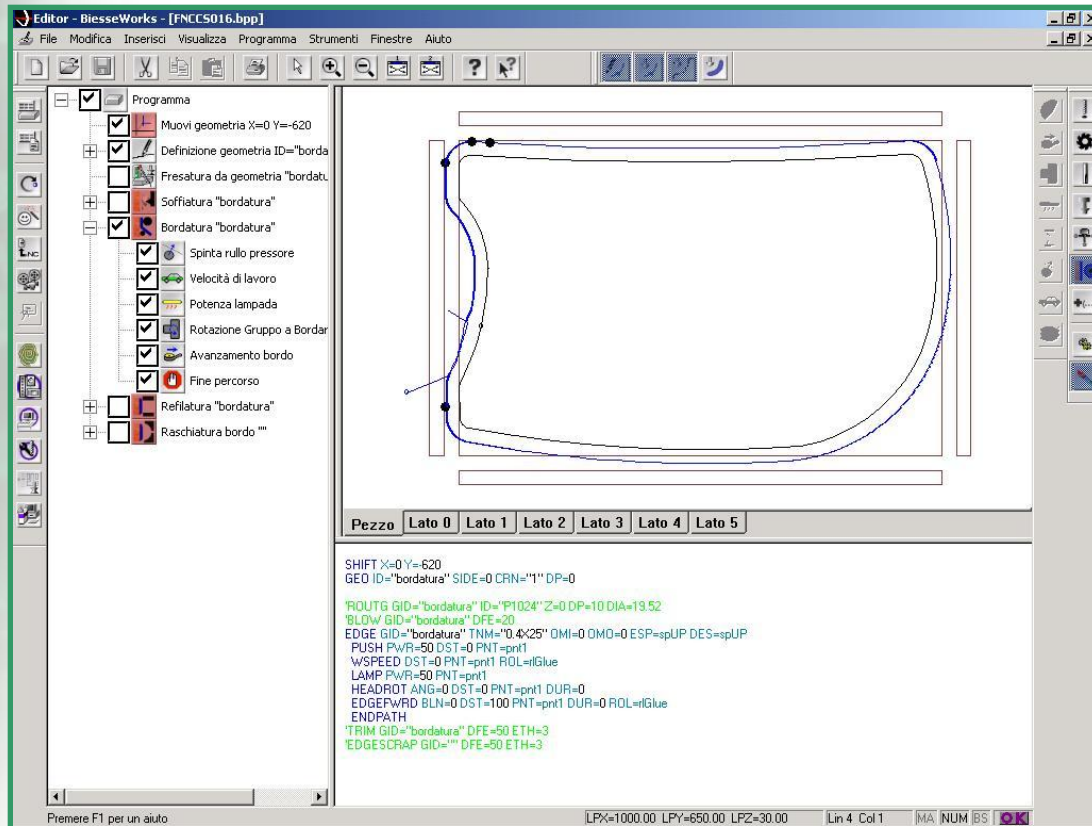 Editor - BiesseWorks - [FNCCS016.bpp]
File Modifica Inserisci Visualizza Programma Strumenti Finestre Aiuto
Programma
Muovi geometria X=0 Y=-620
Definizione geometria ID="borda
Fresatura da geometria "bordatu
Soffiatura "bordatura"
Bordatura "bordatura"
Spinta rullo pressore
Velocità di lavoro
Potenza lampada
Rotazione Gruppo a Bordar
Avanzamento bordo
Fine percorso
Refilatura "bordatura"
Raschiatura bordo ""
Pezzo Lato 0 Lato 1 Lato 2 Lato 3 Lato 4 Lato 5
SHIFT X=0 Y=-620
GEO ID="bordatura" SIDE=0 CRN="1" DP=0
'ROUTG GID="bordatura" ID="P1024" Z=0 DP=10 DIA=19.52
'BLOW GID="bordatura" DFE=20
EDGE GID="bordatura" TNM="0.4X25" OMI=0 OMO=0 ESP=spUP DES=spUP
PUSH PWR=50 DST=0 PNT=pnt1
WSPEED DST=0 PNT=pnt1 ROL=rlGlue
LAMP PWR=50 PNT=pnt1
HEADROT ANG=0 DST=0 PNT=pnt1 DUR=0
EDGEFWRD BLN=0 DST=100 PNT=pnt1 DUR=0 ROL=rlGlue
ENDPATH
'TRIM GID="bordatura" DFE=50 ETH=3
'EDGESCRAP GID="" DFE=50 ETH=3
Premere F1 per un aiuto
LPX=1000.00 LPY=650.00 LPZ=30.00 Lin 4 Col 1 MA NUM BS OK